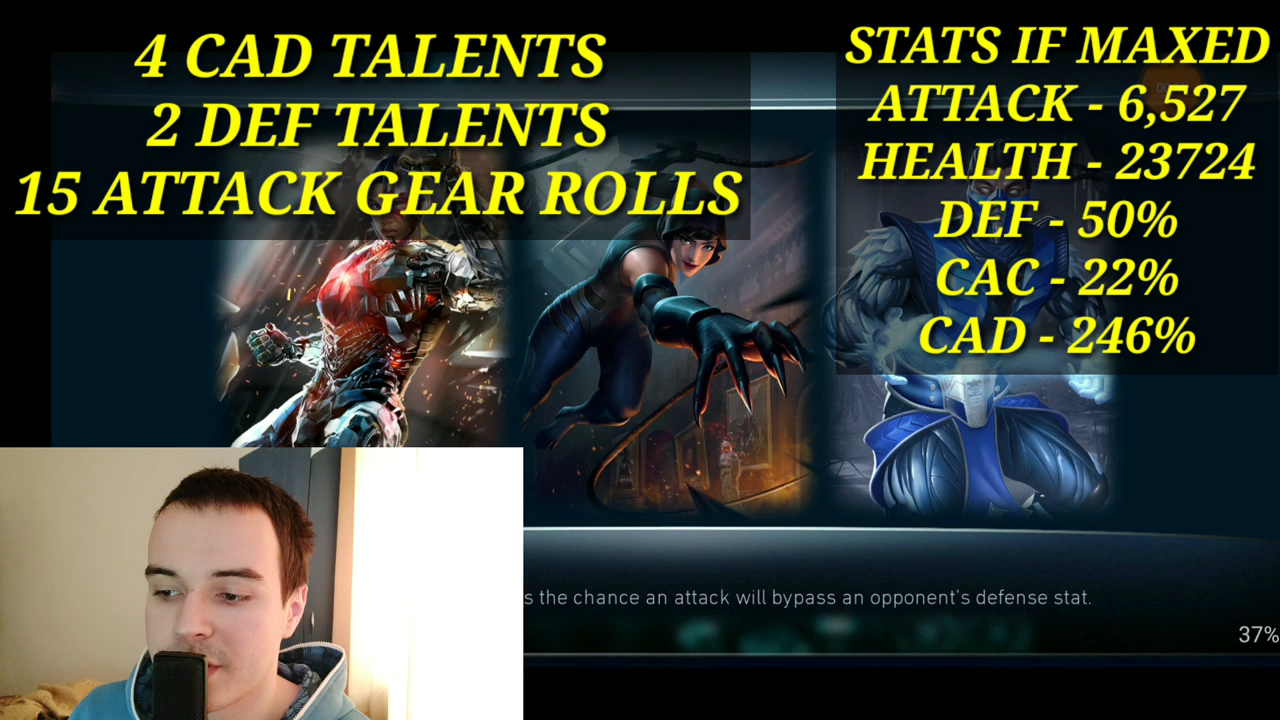 4 CAD TALENTS
2 DEF TALENTS
15 ATTACK GEAR ROLLS
STATS IF MAXED
ATTACK - 6,527
HEALTH - 23724
DEF - 50%
CAC - 22%
CAD - 246%
s the chance an attack will bypass an opponent's defense stat.
37%